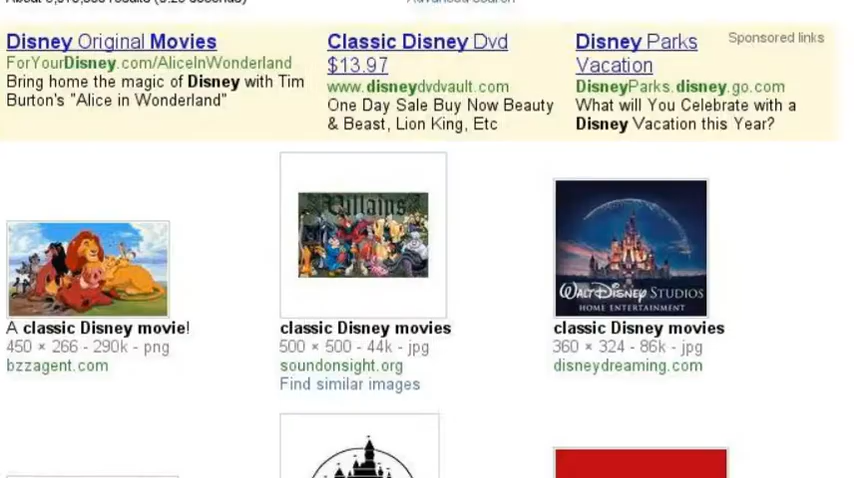 Disney Original Movies
ForYourDisney.com/AliceInWonderland
Bring home the magic of Disney with Tim
Burton's "Alice in Wonderland"
Classic Disney Dvd
$13.97
www.disneydvdvault.com
One Day Sale Buy Now Beauty
& Beast, Lion King, Etc
Disney Parks
Vacation
DisneyParks.disney.go.com
What will You Celebrate with a
Disney Vacation this Year?
Sponsored links
Villains
WALT DISNEY STUDIOS
HOME ENTERTAINMENT
A classic Disney movie!
450 × 266 - 290k - png
bzzagent.com
classic Disney movies
500 × 500 - 44k - jpg
soundonsight.org
Find similar images
classic Disney movies
360 × 324 - 86k - jpg
disneydreaming.com